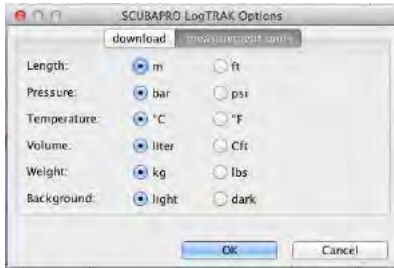 SCUBAPRO LogTRAK Options
download measurement units
Length: m ft
Pressure: bar psi
Temperature: °C °F
Volume: liter Cft
Weight: kg lbs
Background: light dark
OK Cancel